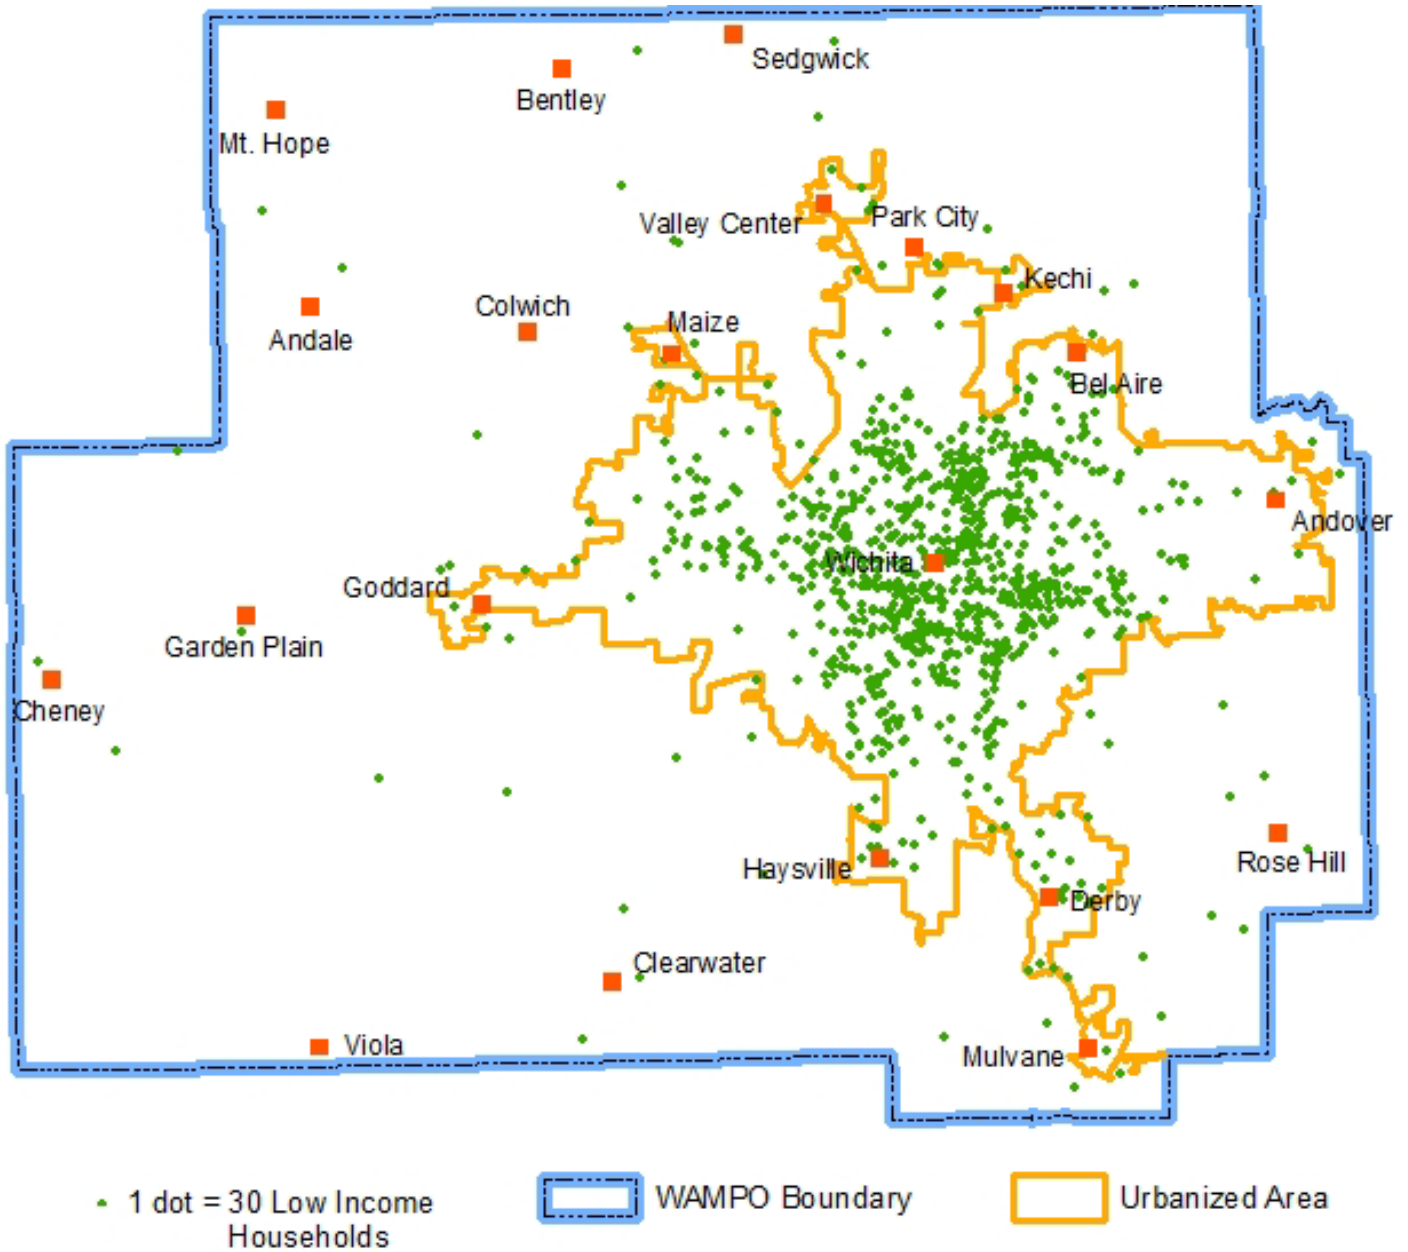 Sedgwick
Bentley
Mt. Hope
Valley Center
Park City
Kechi
Colwich
Maize
Andale
Bel Aire
Andover
Wichita
Goddard
Garden Plain
Cheney
Rose Hill
Haysville
Derby
Clearwater
Viola
Mulvane
1 dot = 30 Low Income
Households
WAMPO Boundary
Urbanized Area